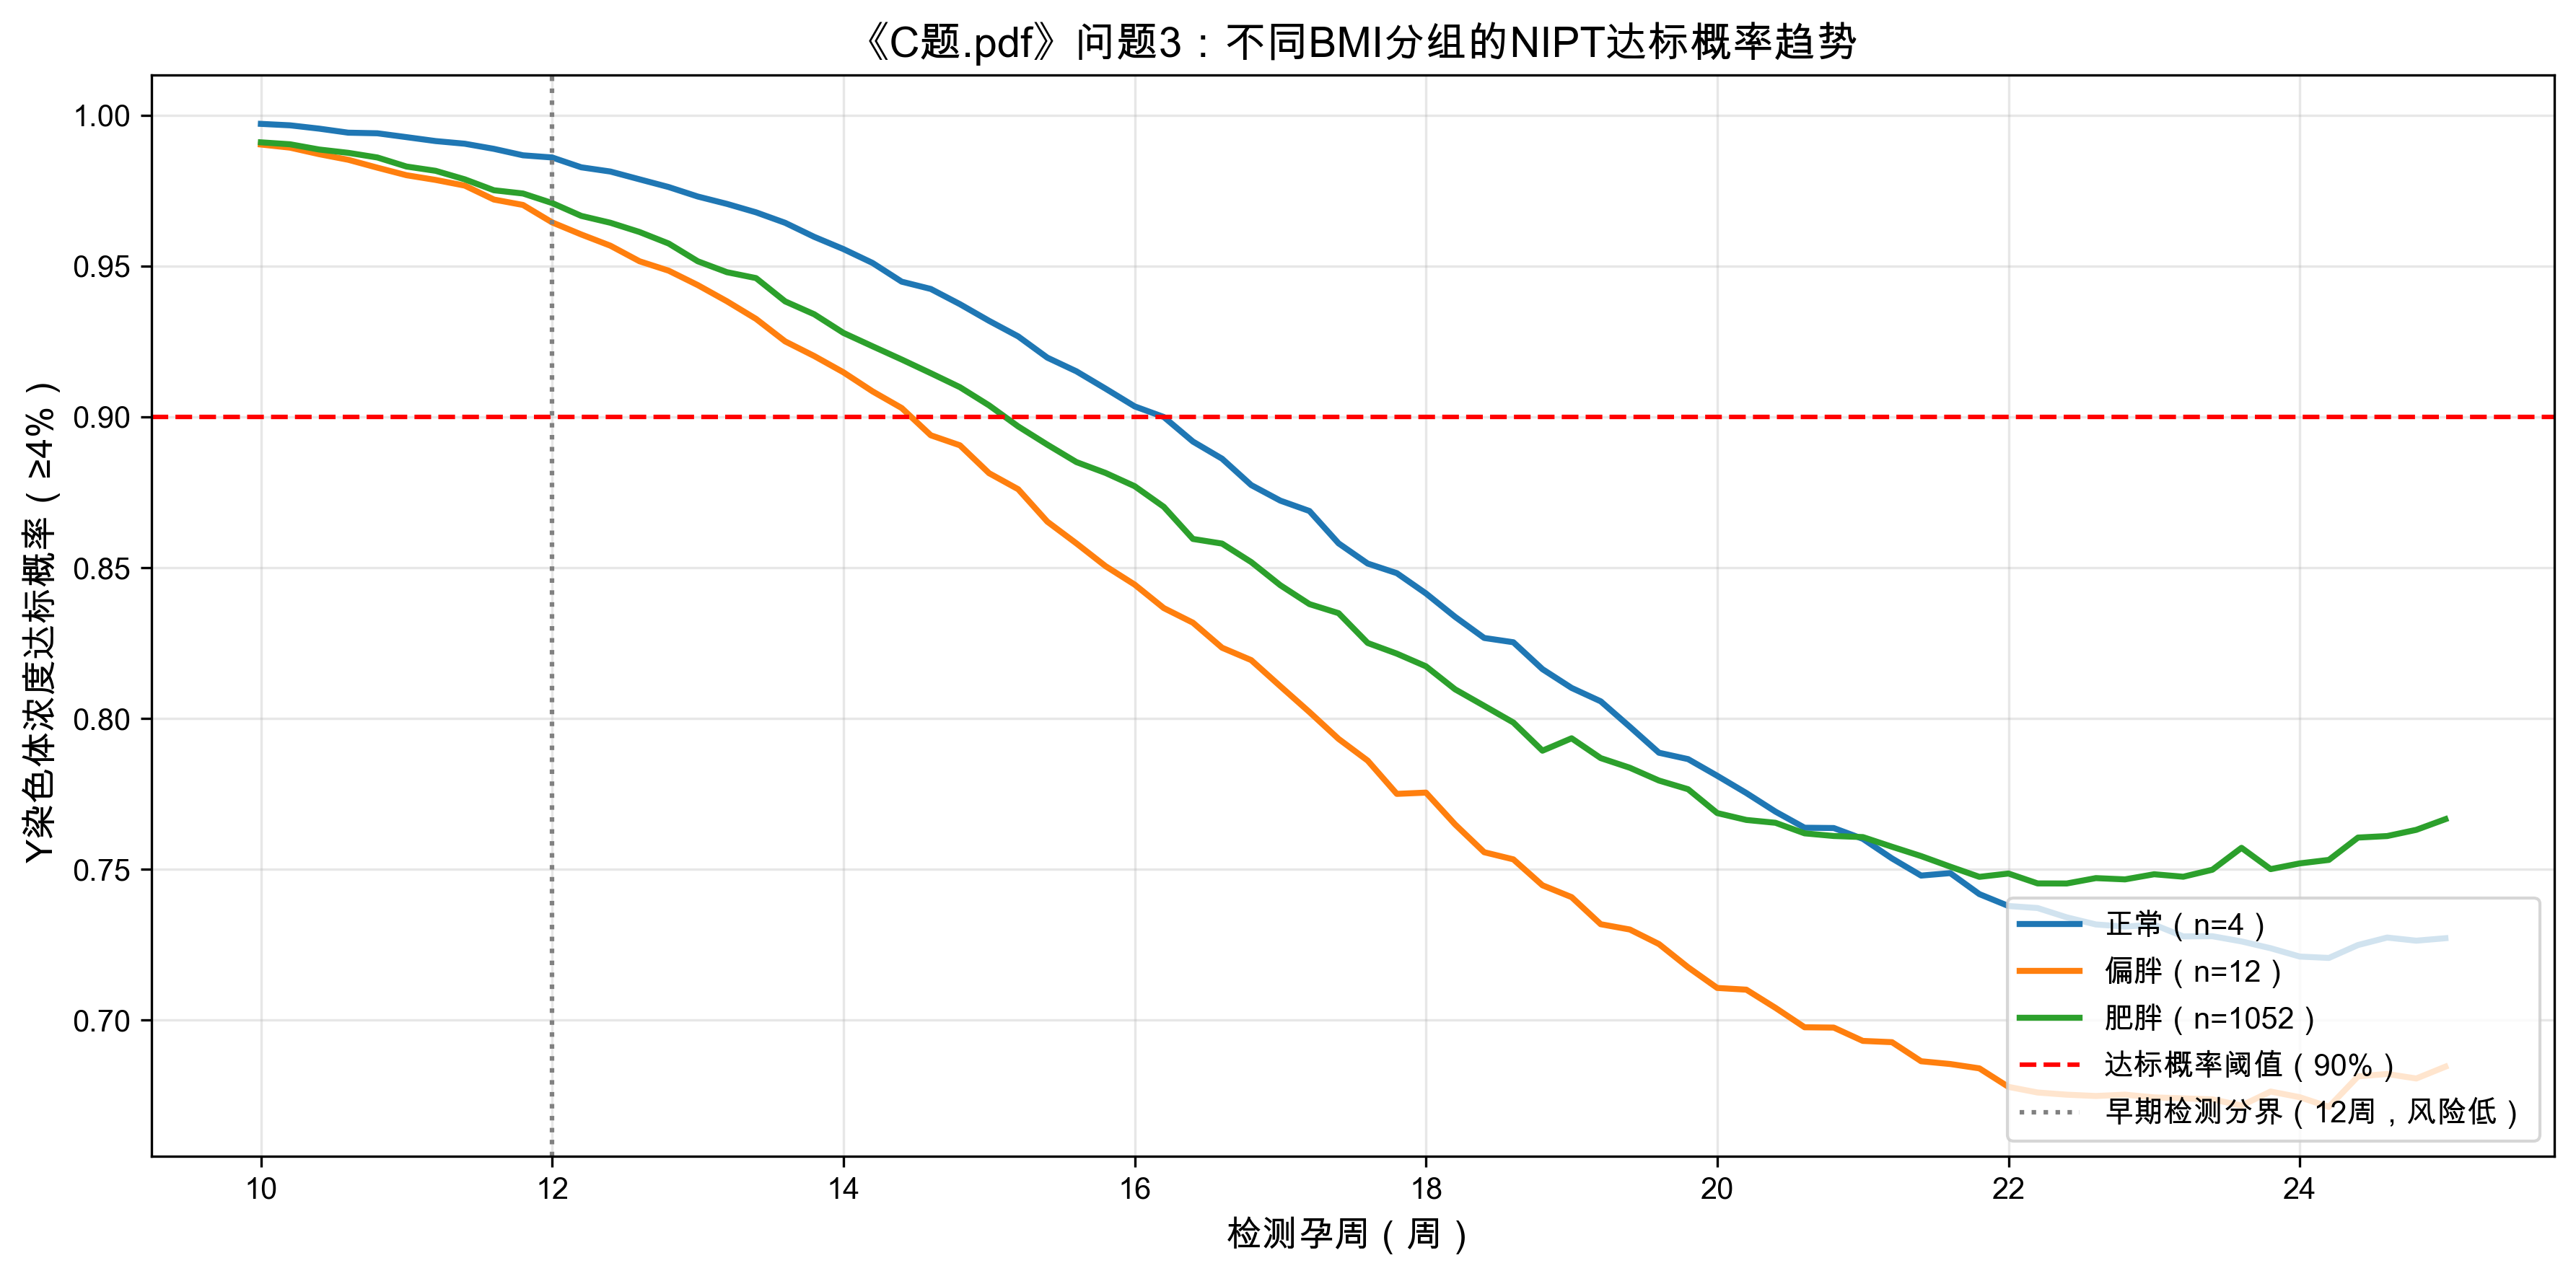 《C题.pdf》问题3：不同BMI分组的NIPT达标概率趋势
Y染色体浓度达标概率（≥4%）
1.00
0.95
0.90
0.85
0.80
0.75
0.70
正常（n=4）
偏胖（n=12）
肥胖（n=1052）
达标概率阈值（90%）
早期检测分界（12周，风险低）
10 12 14 16 18 20 22 24
检测孕周（周）